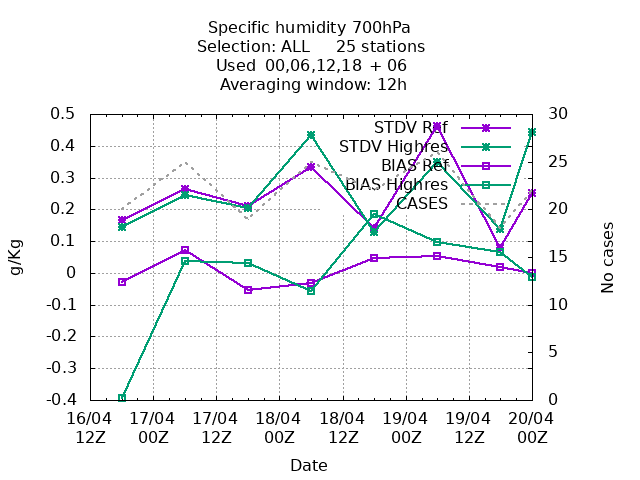 Specific humidity 700hPa
Selection: ALL     25 stations
Used  00,06,12,18 + 06
Averaging window: 12h
0.5
0.4
0.3
0.2
0.1
0
-0.1
-0.2
-0.3
-0.4
g/Kg
STDV Ref
STDV Highres
BIAS Ref
BIAS Highres
CASES
30
25
20
15
10
5
0
No cases
16/04 17/04 17/04 18/04 18/04 19/04 19/04 20/04
12Z 00Z 12Z 00Z 12Z 00Z 12Z 00Z
Date